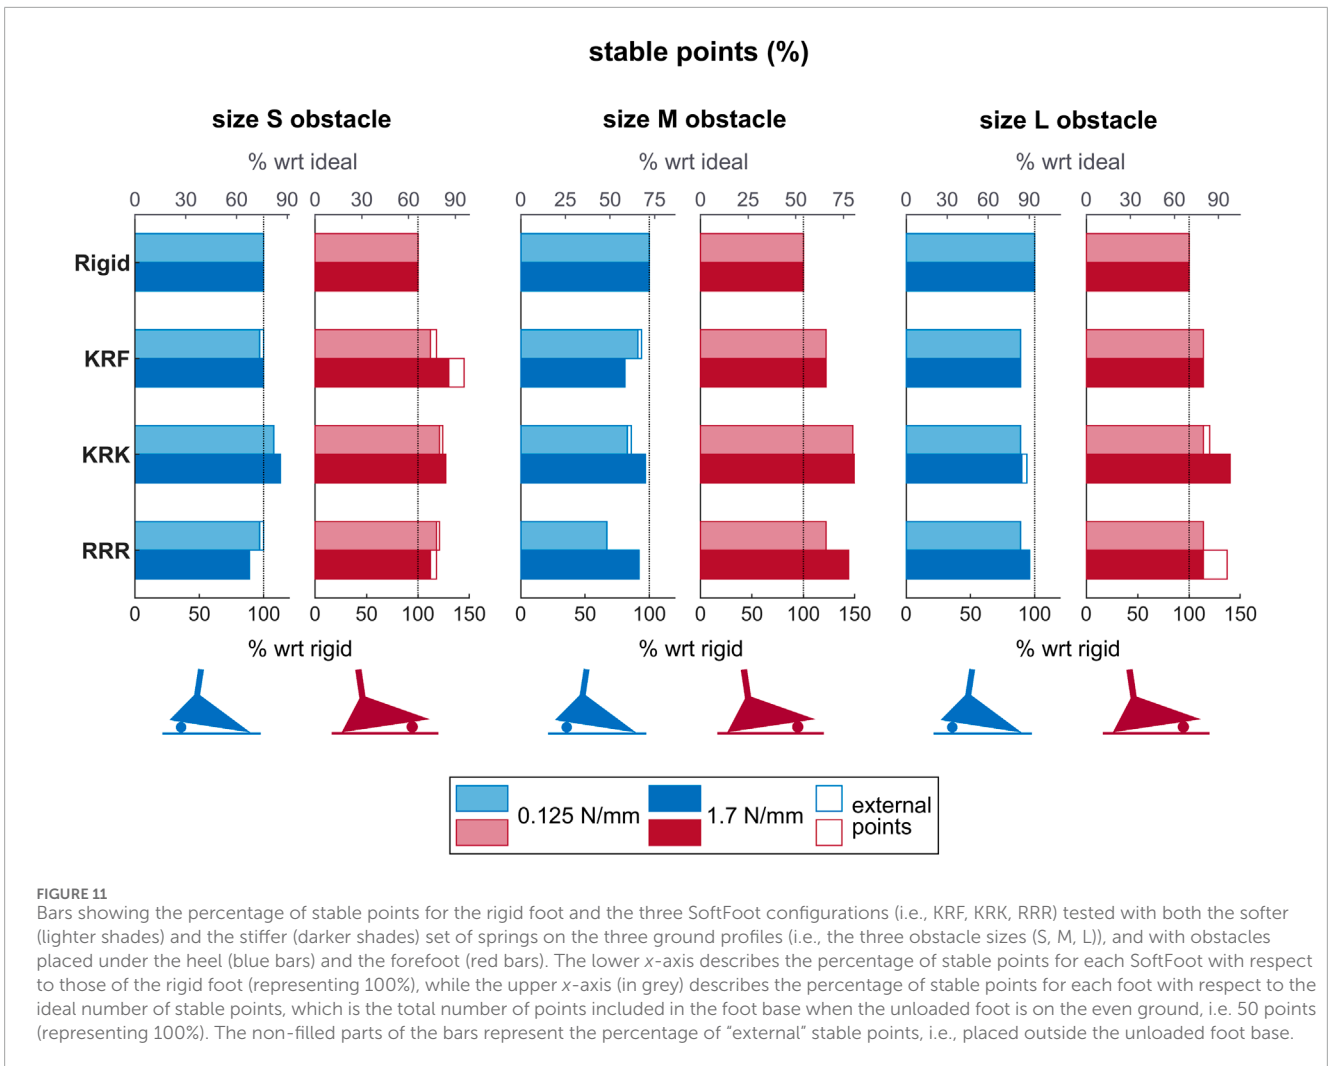 stable points (%)
size S obstacle
size M obstacle
size L obstacle
% wrt ideal
% wrt ideal
% wrt ideal
0 30 60 90 0 30 60 90 0 25 50 75 0 25 50 75 0 30 60 90 0 30 60 90
Rigid
KRF
KRK
RRR
0 50 100 0 50 100 150 0 50 100 0 50 100 150 0 50 100 0 50 100 150
% wrt rigid
% wrt rigid
% wrt rigid
0.125 N/mm
1.7 N/mm
external
points
FIGURE 11
Bars showing the percentage of stable points for the rigid foot and the three SoftFoot configurations (i.e., KRF, KRK, RRR) tested with both the softer
(lighter shades) and the stiffer (darker shades) set of springs on the three ground profiles (i.e., the three obstacle sizes (S, M, L)), and with obstacles
placed under the heel (blue bars) and the forefoot (red bars). The lower x-axis describes the percentage of stable points for each SoftFoot with respect
to those of the rigid foot (representing 100%), while the upper x-axis (in grey) describes the percentage of stable points for each foot with respect to the
ideal number of stable points, which is the total number of points included in the foot base when the unloaded foot is on the even ground, i.e. 50 points
(representing 100%). The non-filled parts of the bars represent the percentage of "external" stable points, i.e., placed outside the unloaded foot base.